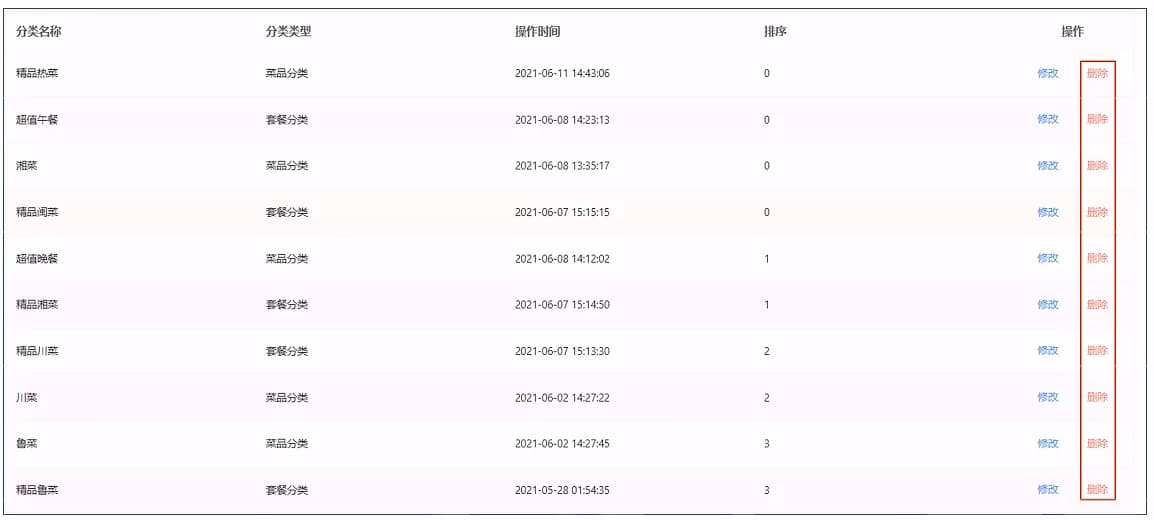 分类名称 分类类型 操作时间 排序 操作
精品热菜 菜品分类 2021-06-11 14:43:06 0 修改 删除
超值午餐 套餐分类 2021-06-08 14:23:13 0 修改 删除
湘菜 菜品分类 2021-06-08 13:35:17 0 修改 删除
精品闽菜 套餐分类 2021-06-07 15:15:15 0 修改 删除
超值晚餐 菜品分类 2021-06-08 14:12:02 1 修改 删除
精品湘菜 套餐分类 2021-06-07 15:14:50 1 修改 删除
精品川菜 套餐分类 2021-06-07 15:13:30 2 修改 删除
川菜 菜品分类 2021-06-02 14:27:22 2 修改 删除
鲁菜 菜品分类 2021-06-02 14:27:45 3 修改 删除
精品鲁菜 套餐分类 2021-05-28 01:54:35 3 修改 删除